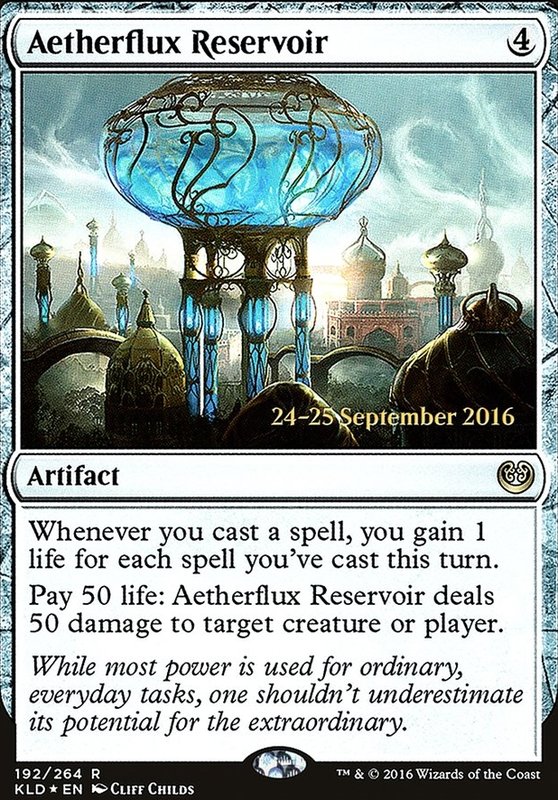 Aetherflux Reservoir 4
24–25 September 2016
Artifact
Whenever you cast a spell, you gain 1
life for each spell you've cast this turn.
Pay 50 life: Aetherflux Reservoir deals
50 damage to target creature or player.
While most power is used for ordinary,
everyday tasks, one shouldn't underestimate
its potential for the extraordinary.
192/264 R
KLD ★ EN Cliff Childs
™ & © 2016 Wizards of the Coast